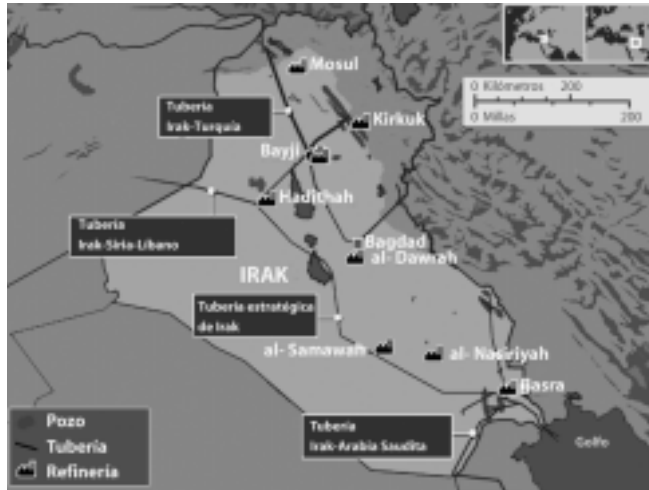 0 Kilómetros 200
0 Millas 200
Mosul
Tubería
Irak-Turquía
Kirkuk
Bayji
Hadithah
Tubería
Irak-Siria-Líbano
Bagdad
al- Dawrah
IRAK
Tubería estratégica
de Irak
al- Samawah
al- Nasiriyah
Basra
Tubería
Irak-Arabia Saudita
Golfo
Pozo
Tubería
Refinería